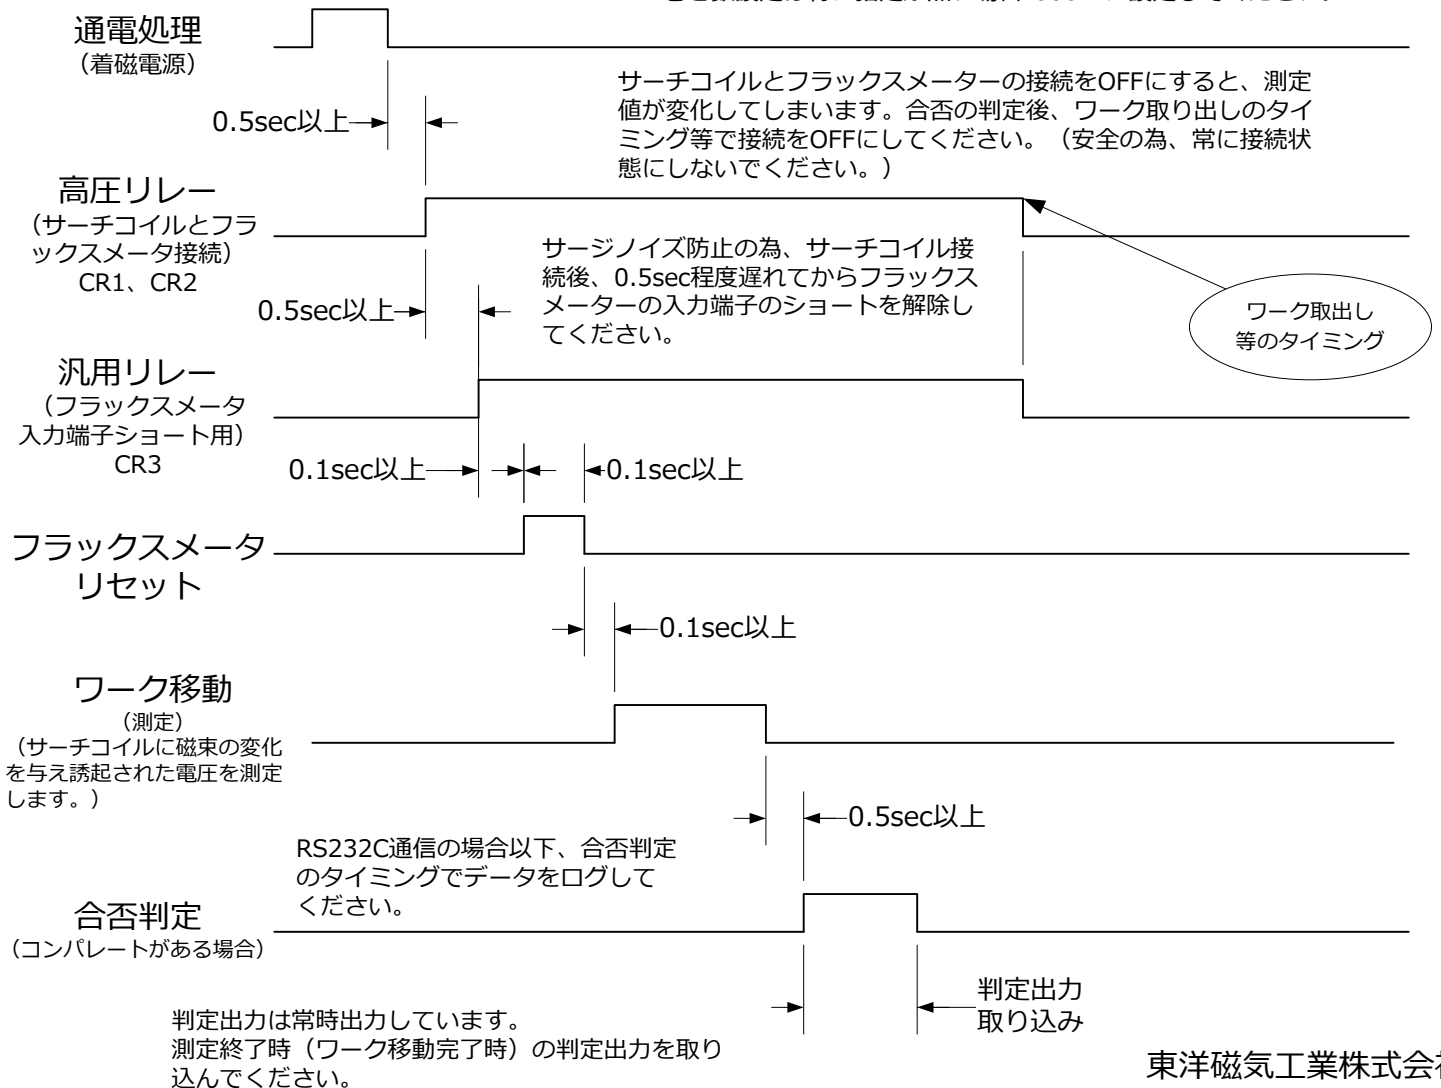 通電処理
（着磁電源）
サーチコイルとフラックスメーターの接続をOFFにすると、測定
値が変化してしまいます。合否の判定後、ワーク取り出しのタイ
ミング等で接続をOFFにしてください。（安全の為、常に接続状
態にしないでください。）
0.5sec以上
高圧リレー
（サーチコイルとフラ
ックスメータ接続）
CR1、CR2
サージノイズ防止の為、サーチコイル接
続後、0.5sec程度遅れてからフラックス
メーターの入力端子のショートを解除し
てください。
0.5sec以上
ワーク取出し
等のタイミング
汎用リレー
（フラックスメータ
入力端子ショート用）
CR3
0.1sec以上
0.1sec以上
フラックスメータ
リセット
0.1sec以上
ワーク移動
（測定）
（サーチコイルに磁束の変化
を与え誘起された電圧を測定
します。）
0.5sec以上
RS232C通信の場合以下、合否判定
のタイミングでデータをログして
ください。
合否判定
（コンパレートがある場合）
判定出力
取り込み
判定出力は常時出力しています。
測定終了時（ワーク移動完了時）の判定出力を取り
込んでください。
東洋磁気工業株式会